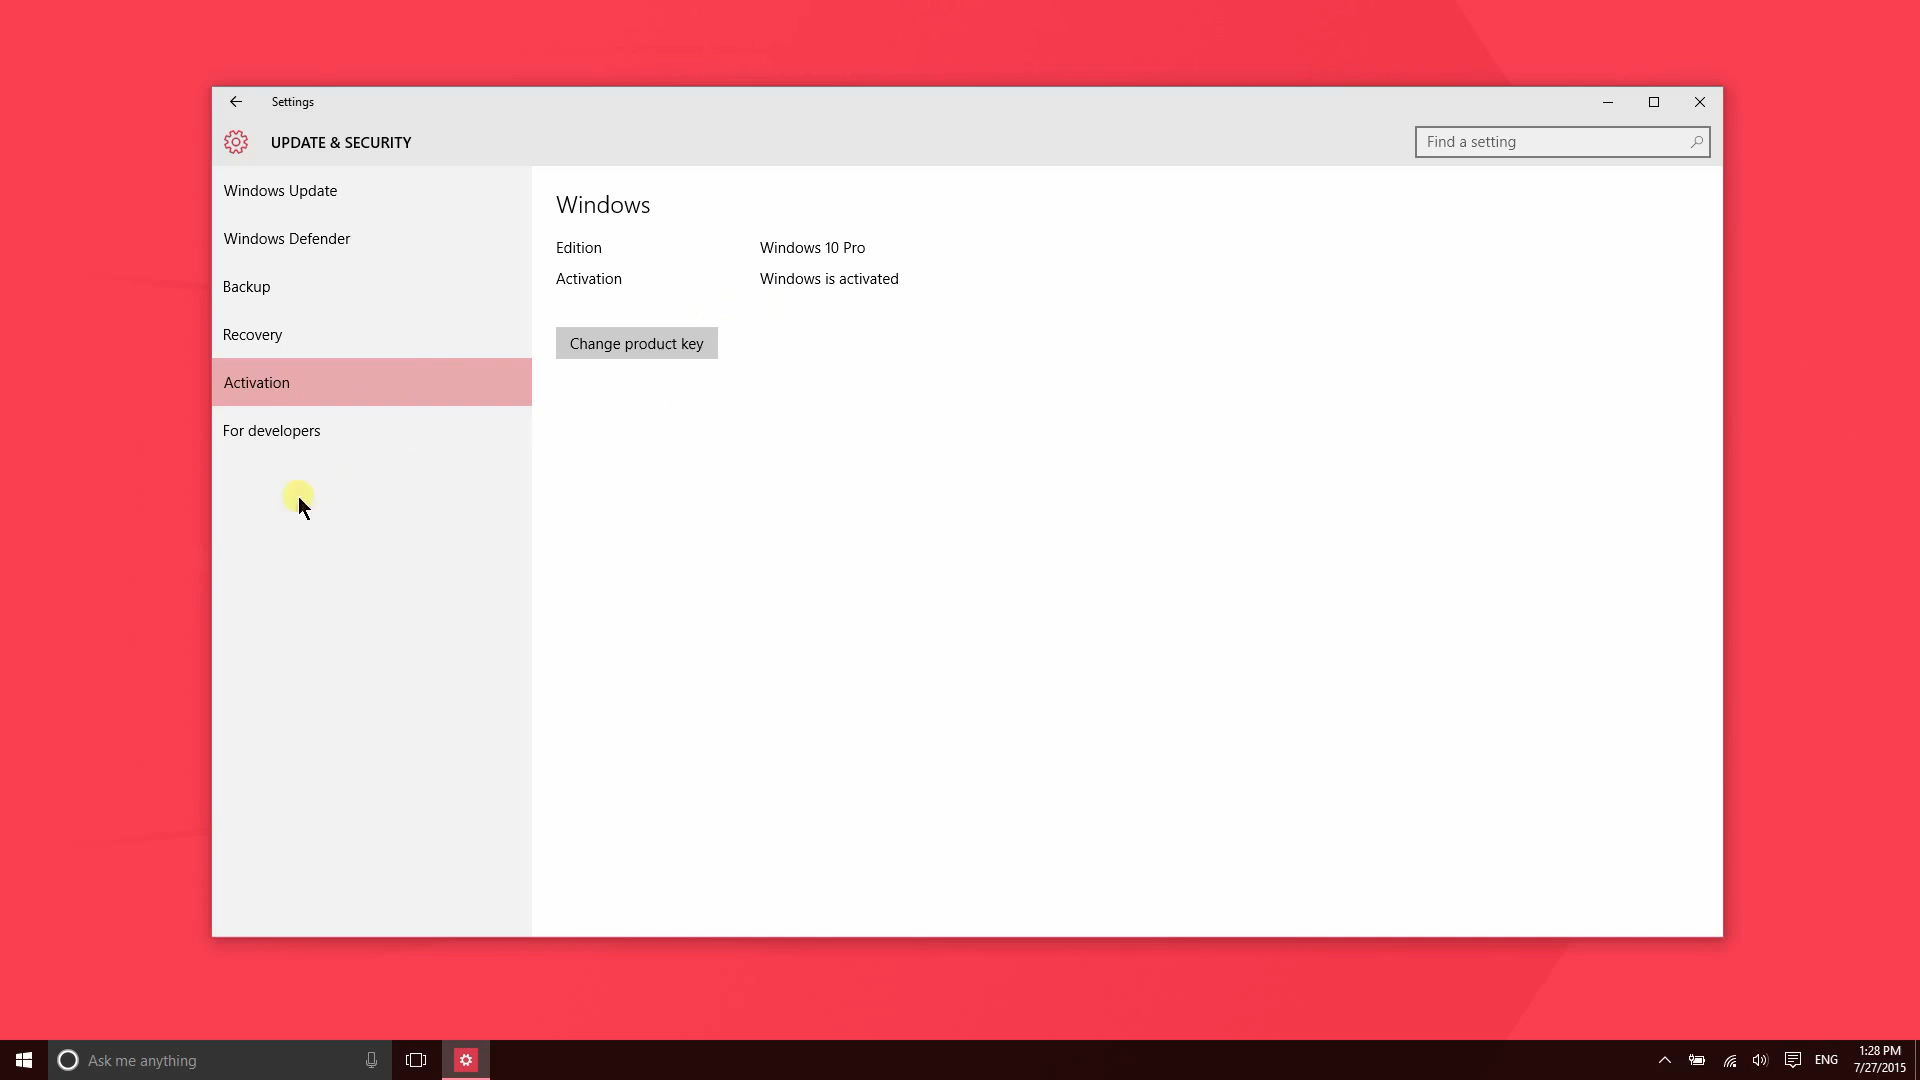 Settings
UPDATE & SECURITY
Find a setting
Windows Update
Windows Defender
Backup
Recovery
Activation
For developers
Windows
Edition Windows 10 Pro
Activation Windows is activated
Change product key
Ask me anything
ENG
1:28 PM
7/27/2015